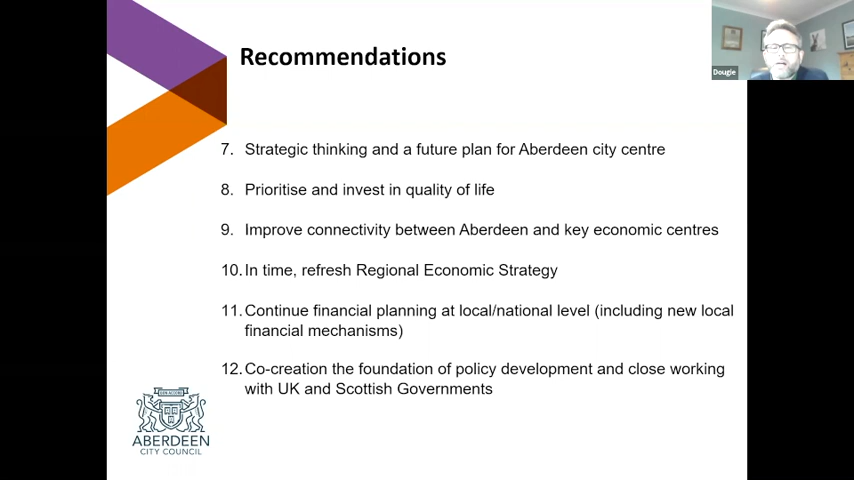 Recommendations
Dougie
7. Strategic thinking and a future plan for Aberdeen city centre
8. Prioritise and invest in quality of life
9. Improve connectivity between Aberdeen and key economic centres
10. In time, refresh Regional Economic Strategy
11. Continue financial planning at local/national level (including new local
financial mechanisms)
12. Co-creation the foundation of policy development and close working
with UK and Scottish Governments
BON ACCORD
ABERDEEN
CITY COUNCIL